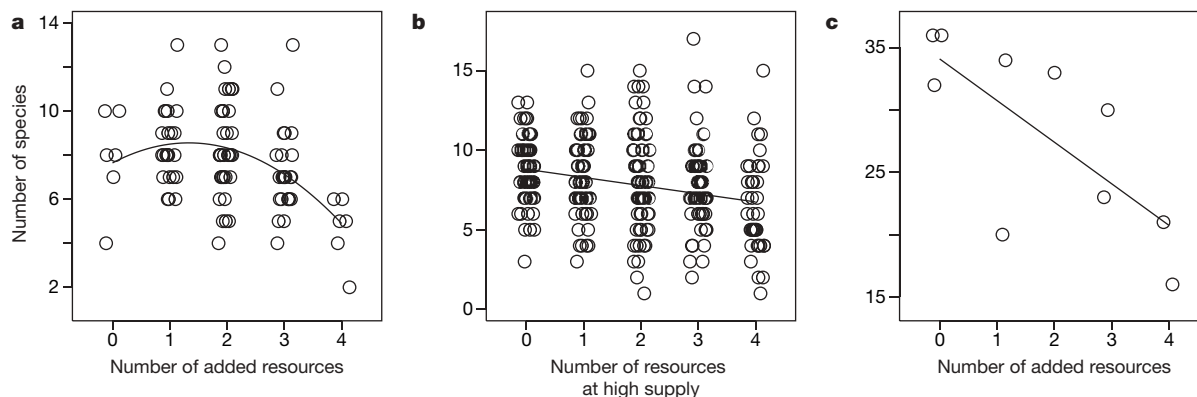 a
14
10
6
2
Number of species
0 1 2 3 4
Number of added resources
b
15
10
5
0
0 1 2 3 4
Number of resources
at high supply
c
35
25
15
0 1 2 3 4
Number of added resources